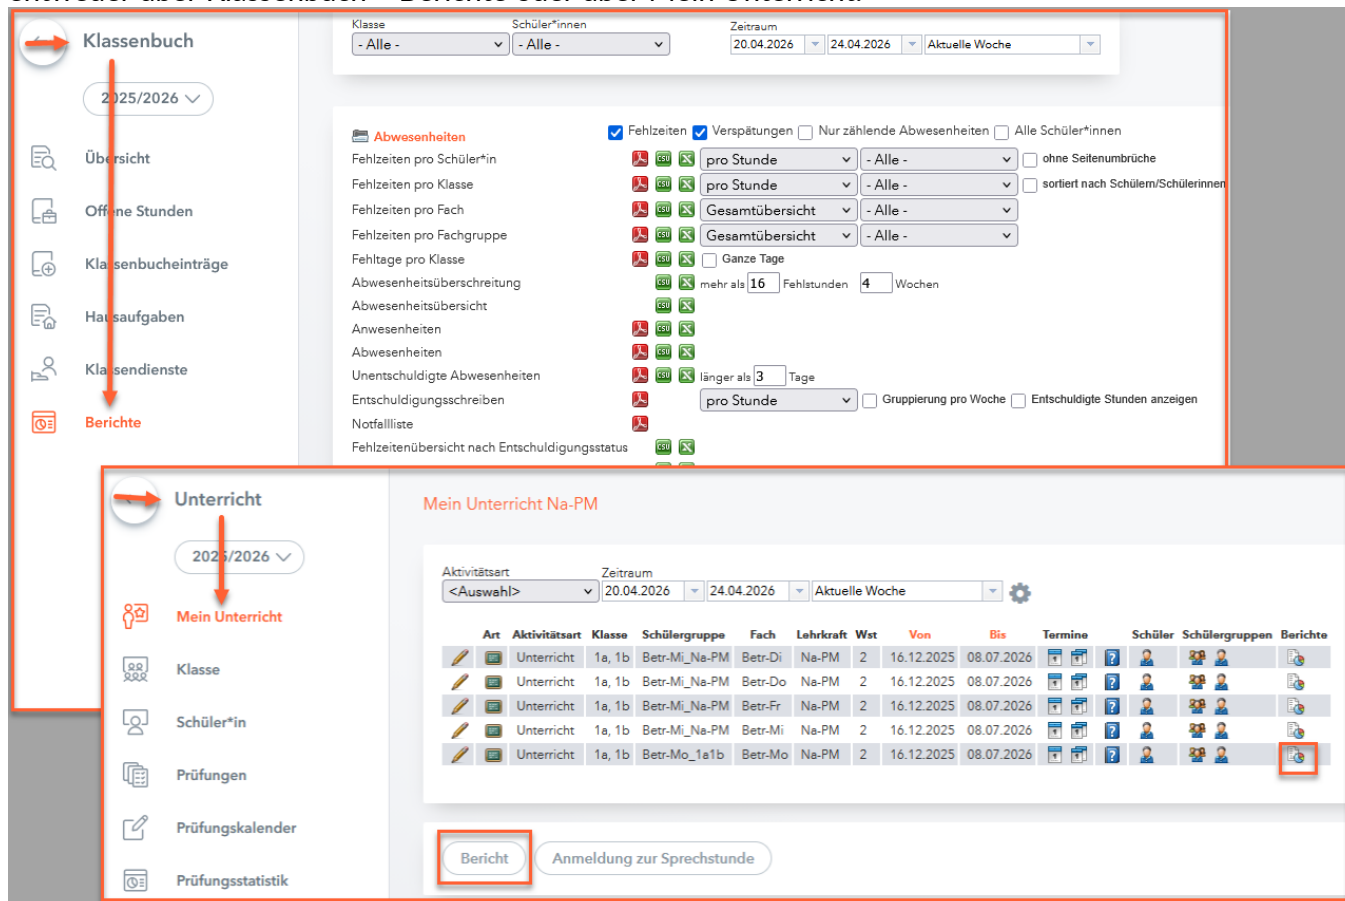 Klassenbuch
2025/2026
Übersicht
Offene Stunden
Klassenbucheinträge
Hausaufgaben
Klassendienste
Berichte
Klasse Schüler*innen Zeitraum
- Alle - - Alle - 20.04.2026 24.04.2026 Aktuelle Woche
Abwesenheiten Fehlzeiten Verspätungen Nur zählende Abwesenheiten Alle Schüler*innen
Fehlzeiten pro Schüler*in CSV pro Stunde - Alle - ohne Seitenumbrüche
Fehlzeiten pro Klasse CSV pro Stunde - Alle - sortiert nach Schülern/Schülerinnen
Fehlzeiten pro Fach CSV Gesamtübersicht - Alle -
Fehlzeiten pro Fachgruppe CSV Gesamtübersicht - Alle -
Fehltage pro Klasse CSV Ganze Tage
Abwesenheitsüberschreitung CSV mehr als 16 Fehlstunden 4 Wochen
Abwesenheitsübersicht CSV
Anwesenheiten CSV
Abwesenheiten CSV
Unentschuldigte Abwesenheiten CSV länger als 3 Tage
Entschuldigungsschreiben pro Stunde Gruppierung pro Woche Entschuldigte Stunden anzeigen
Notfallliste
Fehlzeitenübersicht nach Entschuldigungsstatus CSV
Unterricht
2025/2026
Mein Unterricht
Klasse
Schüler*in
Prüfungen
Prüfungskalender
Prüfungsstatistik
Mein Unterricht Na-PM
Aktivitätsart Zeitraum
<Auswahl> 20.04.2026 24.04.2026 Aktuelle Woche
Art Aktivitätsart Klasse Schülergruppe Fach Lehrkraft Wst Von Bis Termine Schüler Schülergruppen Berichte
Unterricht 1a, 1b Betr-Mi_Na-PM Betr-Di Na-PM 2 16.12.2025 08.07.2026
Unterricht 1a, 1b Betr-Mi_Na-PM Betr-Do Na-PM 2 16.12.2025 08.07.2026
Unterricht 1a, 1b Betr-Mi_Na-PM Betr-Fr Na-PM 2 16.12.2025 08.07.2026
Unterricht 1a, 1b Betr-Mi_Na-PM Betr-Mi Na-PM 2 16.12.2025 08.07.2026
Unterricht 1a, 1b Betr-Mo_1a1b Betr-Mo Na-PM 2 16.12.2025 08.07.2026
Bericht Anmeldung zur Sprechstunde